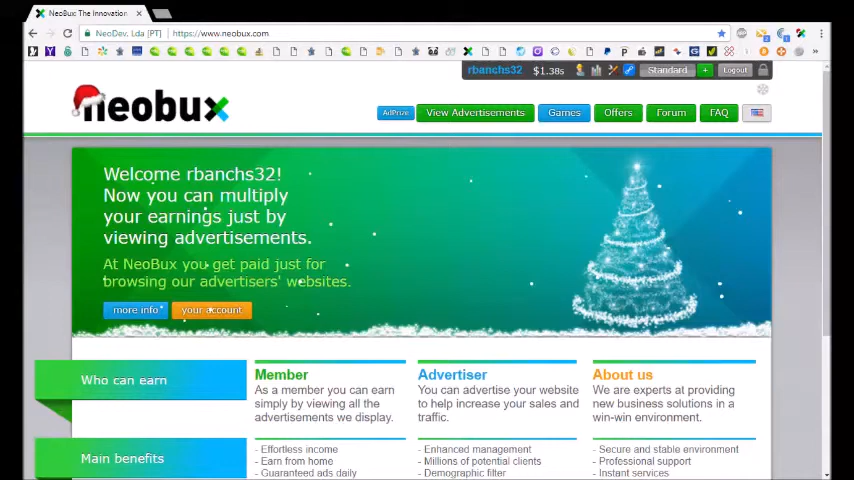 NeoBux: The Innovation
NeoDev, Lda [PT] https://www.neobux.com
rbanchs32 $1.38s Standard + Logout
neobux
AdPrize View Advertisements Games Offers Forum FAQ
Welcome rbanchs32!
Now you can multiply
your earnings just by
viewing advertisements.
At NeoBux you get paid just for
browsing our advertisers' websites.
more info your account
Who can earn
Member
As a member you can earn
simply by viewing all the
advertisements we display.
Advertiser
You can advertise your website
to help increase your sales and
traffic.
About us
We are experts at providing
new business solutions in a
win-win environment.
Main benefits
- Effortless income
- Earn from home
- Guaranteed ads daily
- Enhanced management
- Millions of potential clients
- Demographic filter
- Secure and stable environment
- Professional support
- Instant services